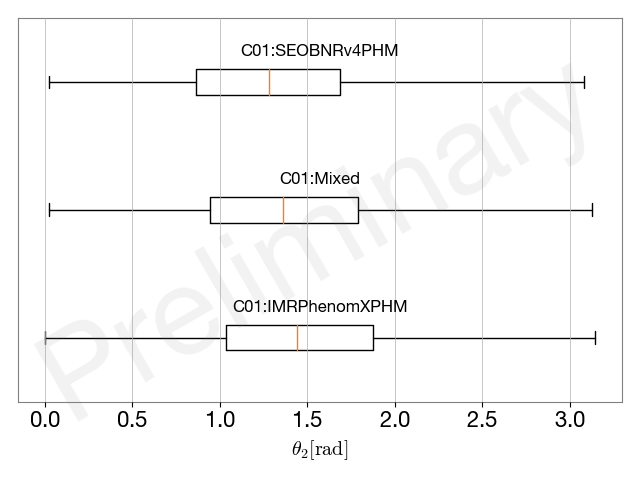 C01:SEOBNRv4PHM
C01:Mixed
C01:IMRPhenomXPHM
Preliminary
0.0 0.5 1.0 1.5 2.0 2.5 3.0
θ₂[rad]